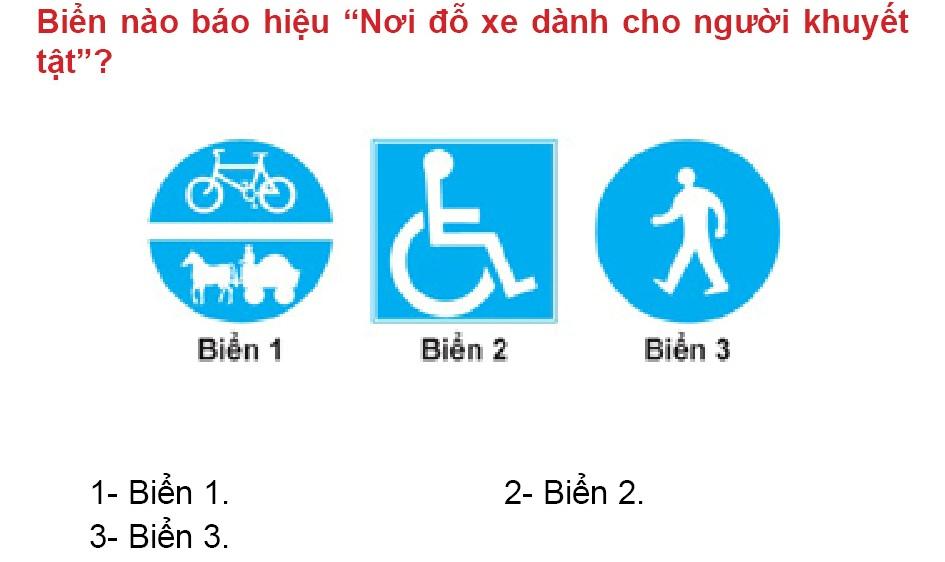 Biển nào báo hiệu “Nơi đỗ xe dành cho người khuyết
tật”?
Biển 1 Biển 2 Biển 3
1- Biển 1. 2- Biển 2.
3- Biển 3.